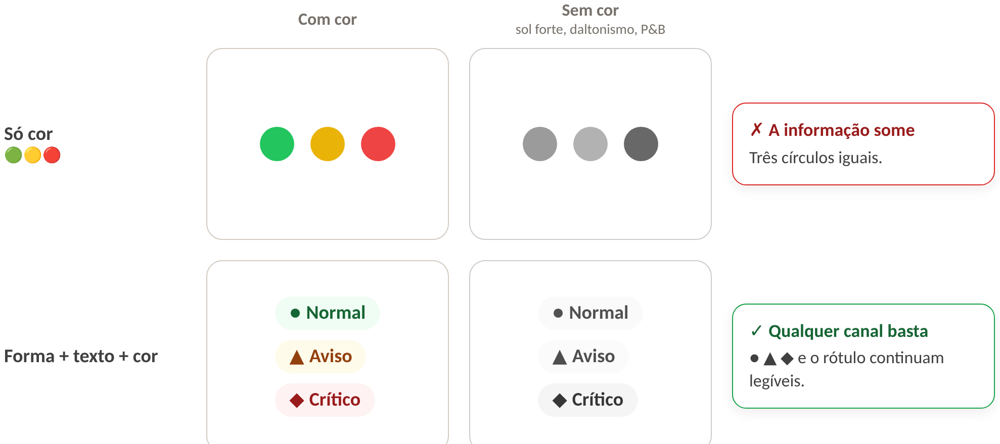 Com cor
Sem cor
sol forte, daltonismo, P&B
Só cor
🟢🟡🔴
✗ A informação some
Três círculos iguais.
Forma + texto + cor
● Normal
▲ Aviso
◆ Crítico
● Normal
▲ Aviso
◆ Crítico
✓ Qualquer canal basta
● ▲ ◆ e o rótulo continuam
legíveis.